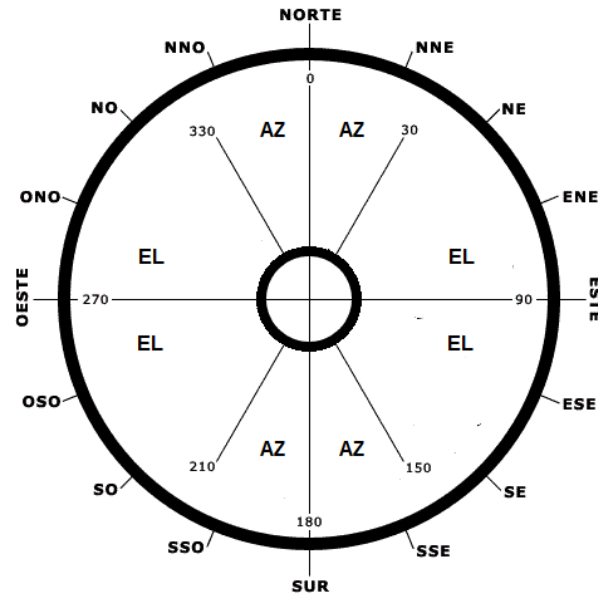 NORTE
NNO
NNE
0
NO
NE
330
AZ
AZ
30
ONO
ENE
EL
EL
OESTE
270
90
ESTE
EL
EL
OSO
ESE
210
AZ
AZ
150
SO
SE
180
SSO
SSE
SUR